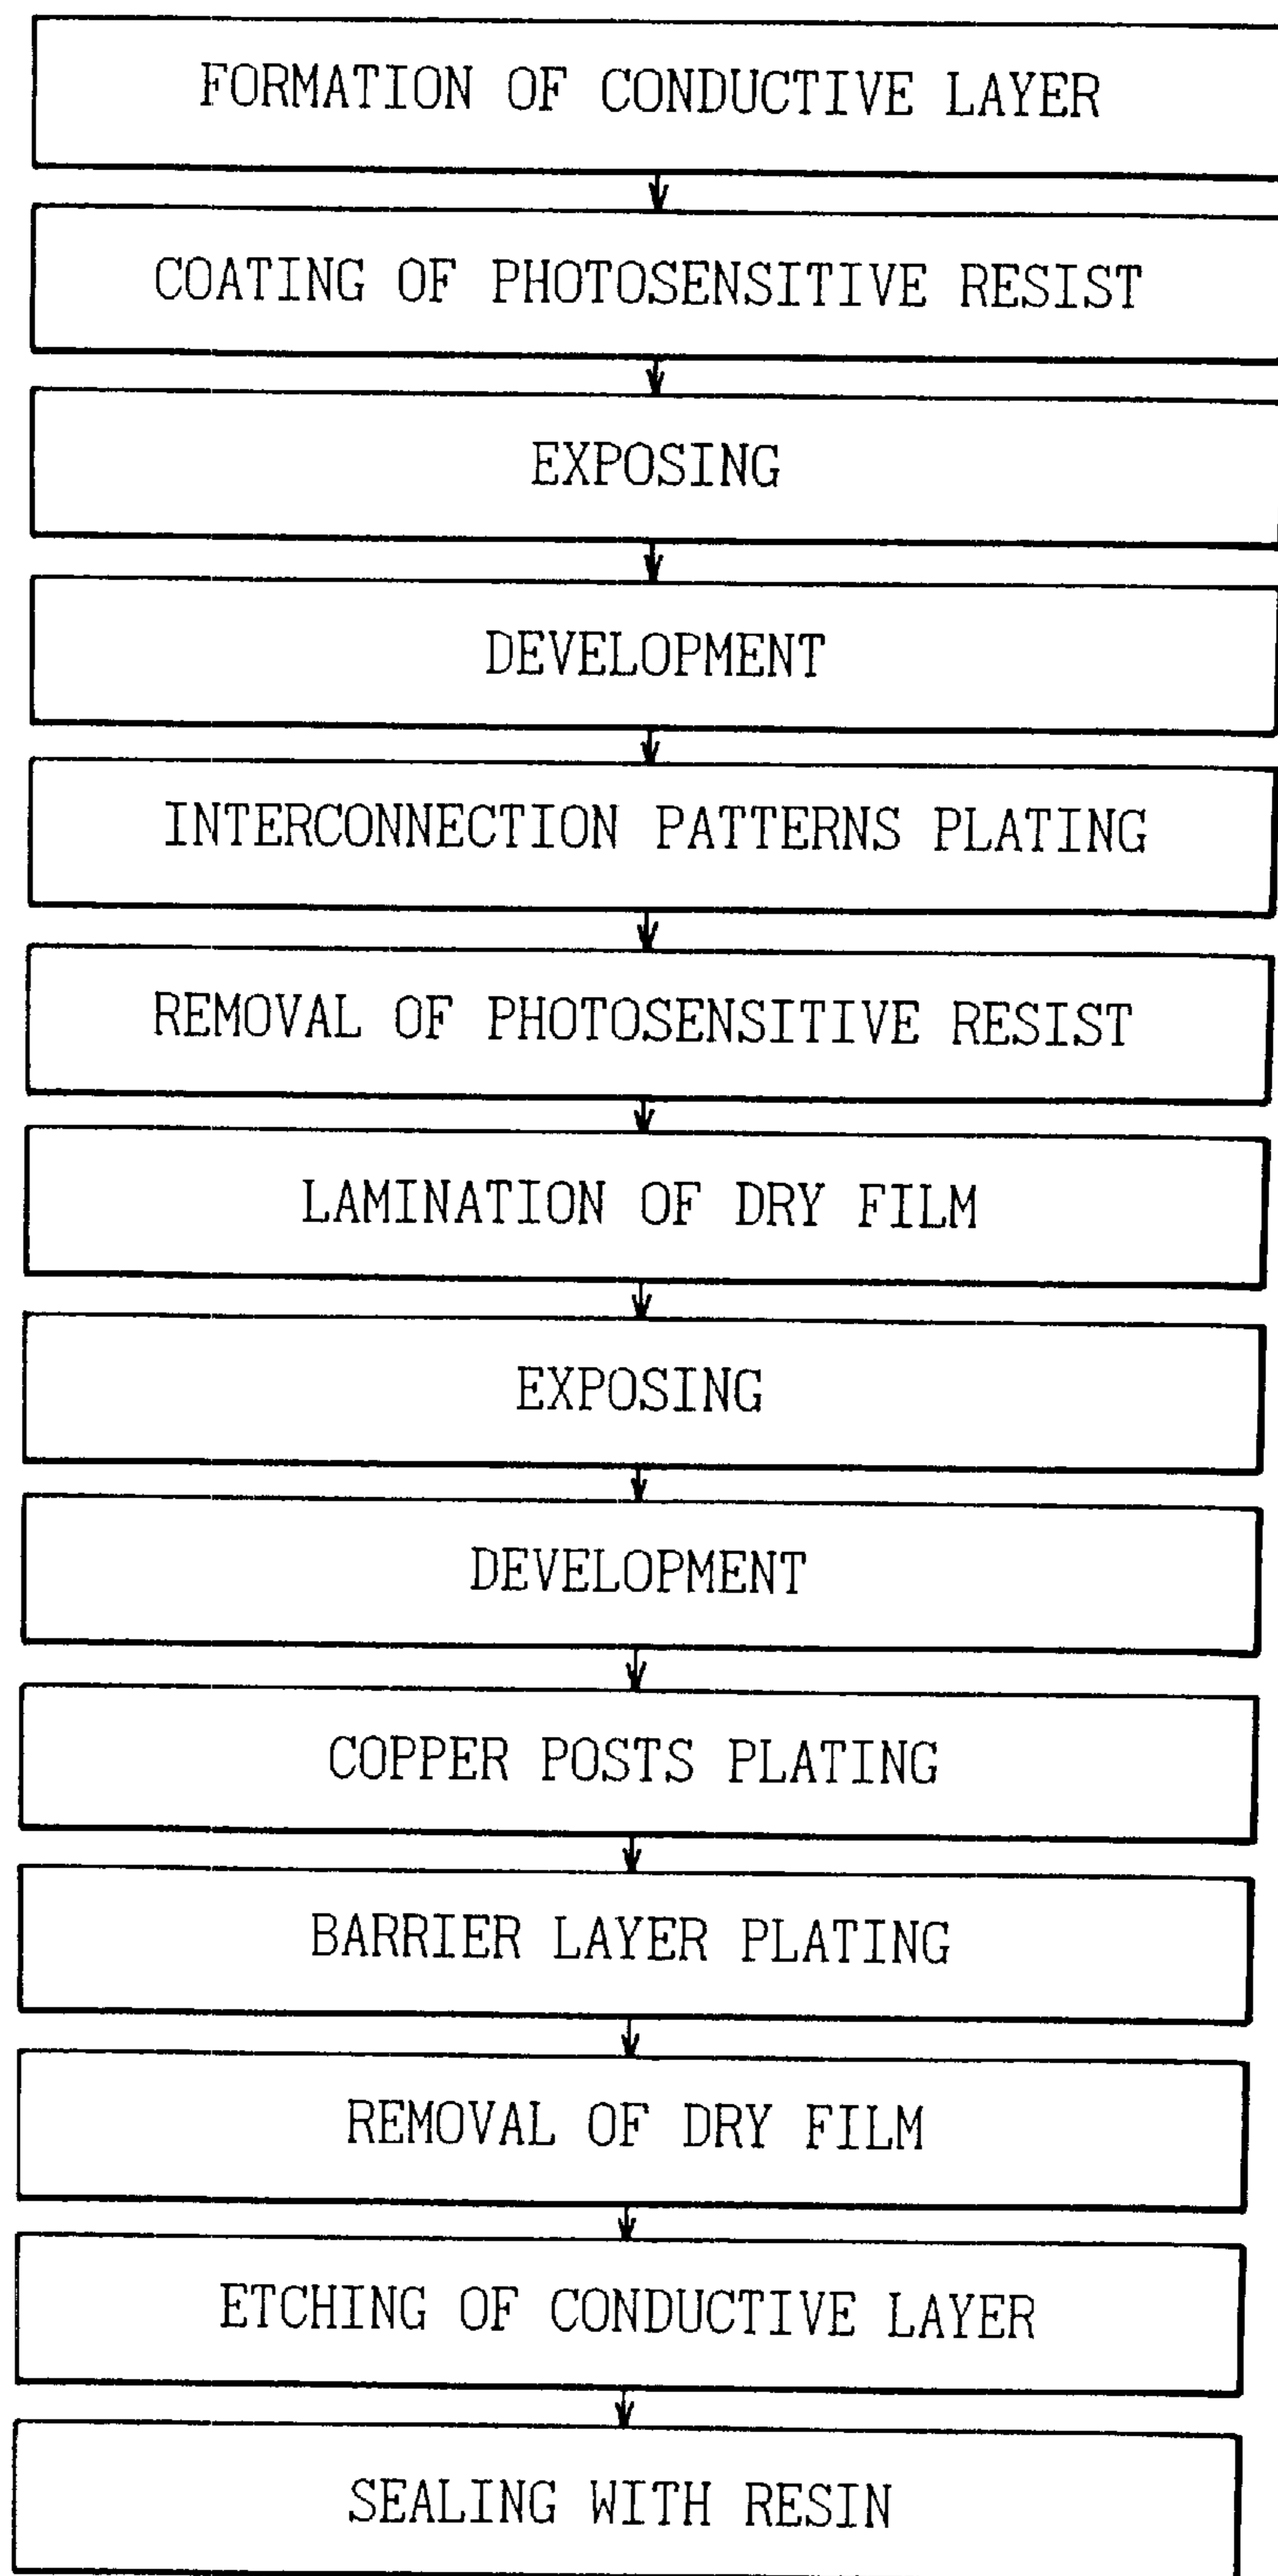 FORMATION OF CONDUCTIVE LAYER
COATING OF PHOTOSENSITIVE RESIST
EXPOSING
DEVELOPMENT
INTERCONNECTION PATTERNS PLATING
REMOVAL OF PHOTOSENSITIVE RESIST
LAMINATION OF DRY FILM
EXPOSING
DEVELOPMENT
COPPER POSTS PLATING
BARRIER LAYER PLATING
REMOVAL OF DRY FILM
ETCHING OF CONDUCTIVE LAYER
SEALING WITH RESIN